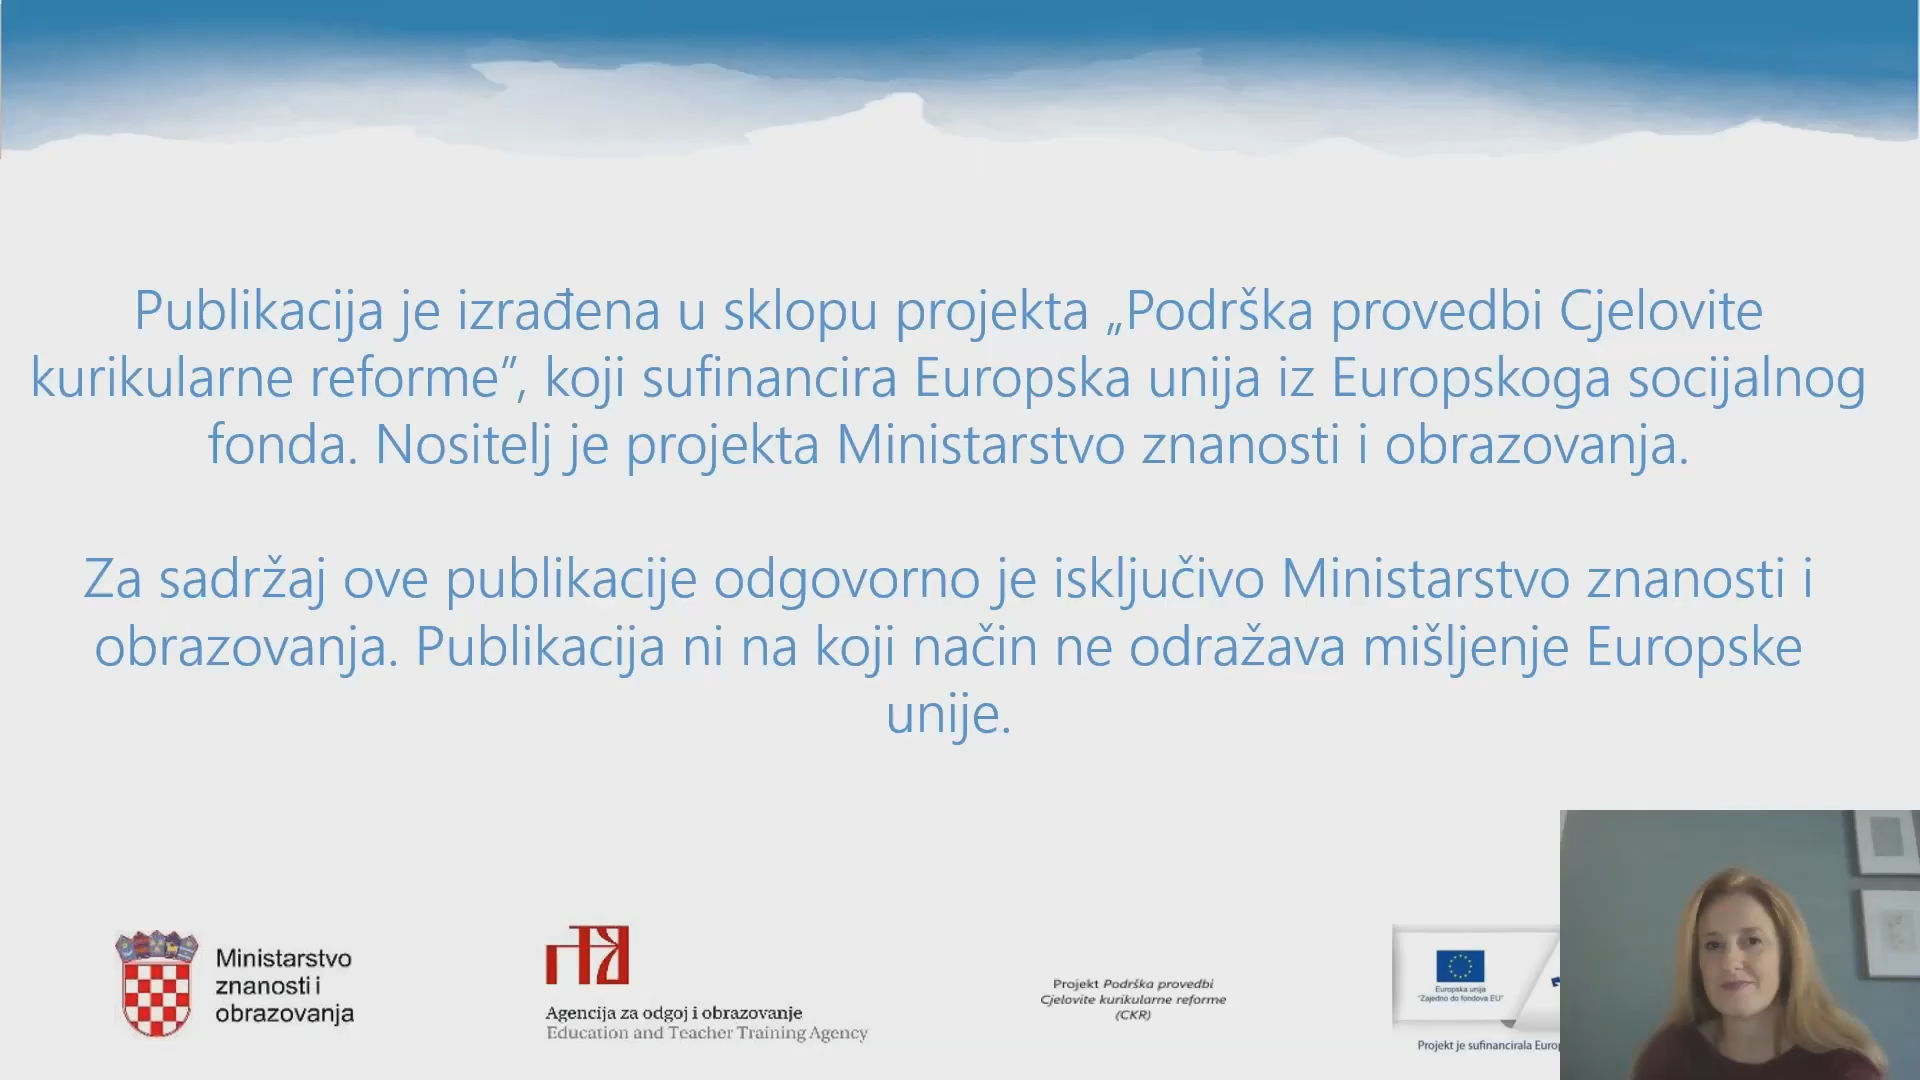 Publikacija je izrađena u sklopu projekta „Podrška provedbi Cjelovite
kurikularne reforme”, koji sufinancira Europska unija iz Europskoga socijalnog
fonda. Nositelj je projekta Ministarstvo znanosti i obrazovanja.
Za sadržaj ove publikacije odgovorno je isključivo Ministarstvo znanosti i
obrazovanja. Publikacija ni na koji način ne odražava mišljenje Europske
unije.
Ministarstvo
znanosti i
obrazovanja
Agencija za odgoj i obrazovanje
Education and Teacher Training Agency
Projekt Podrška provedbi
Cjelovite kurikularne reforme
(CKR)
Europska unija
"Zajedno do fondova EU"
Projekt je sufinancirala